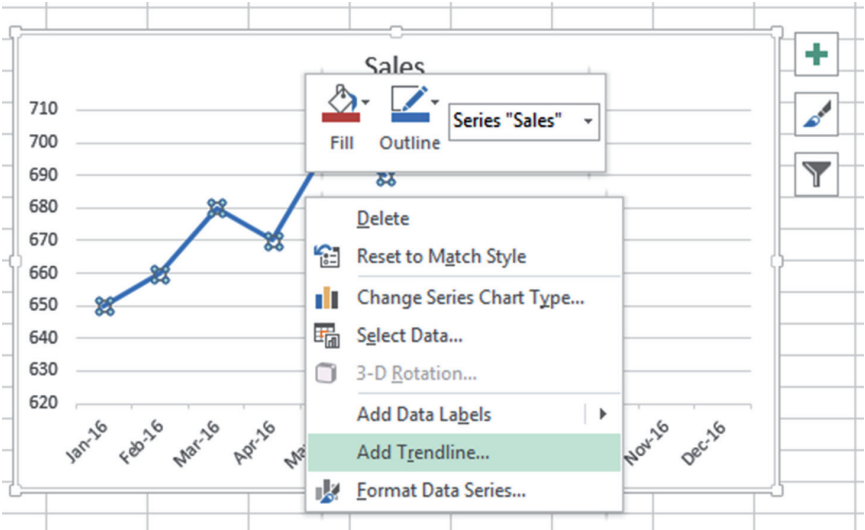 Sales
Fill
Outline
Series "Sales"
710
700
690
680
670
660
650
640
630
620
Delete
Reset to Match Style
Change Series Chart Type...
Select Data...
3-D Rotation...
Add Data Labels
Add Trendline...
Format Data Series...
Jan-16
Feb-16
Mar-16
Apr-16
Nov-16
Dec-16